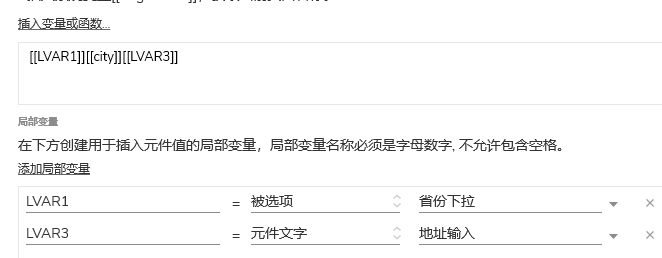 插入变量或函数...
[[LVAR1]][[city]][[LVAR3]]
局部变量
在下方创建用于插入元件值的局部变量，局部变量名称必须是字母数字, 不允许包含空格。
添加局部变量
LVAR1 = 被选项 省份下拉 ×
LVAR3 = 元件文字 地址输入 ×